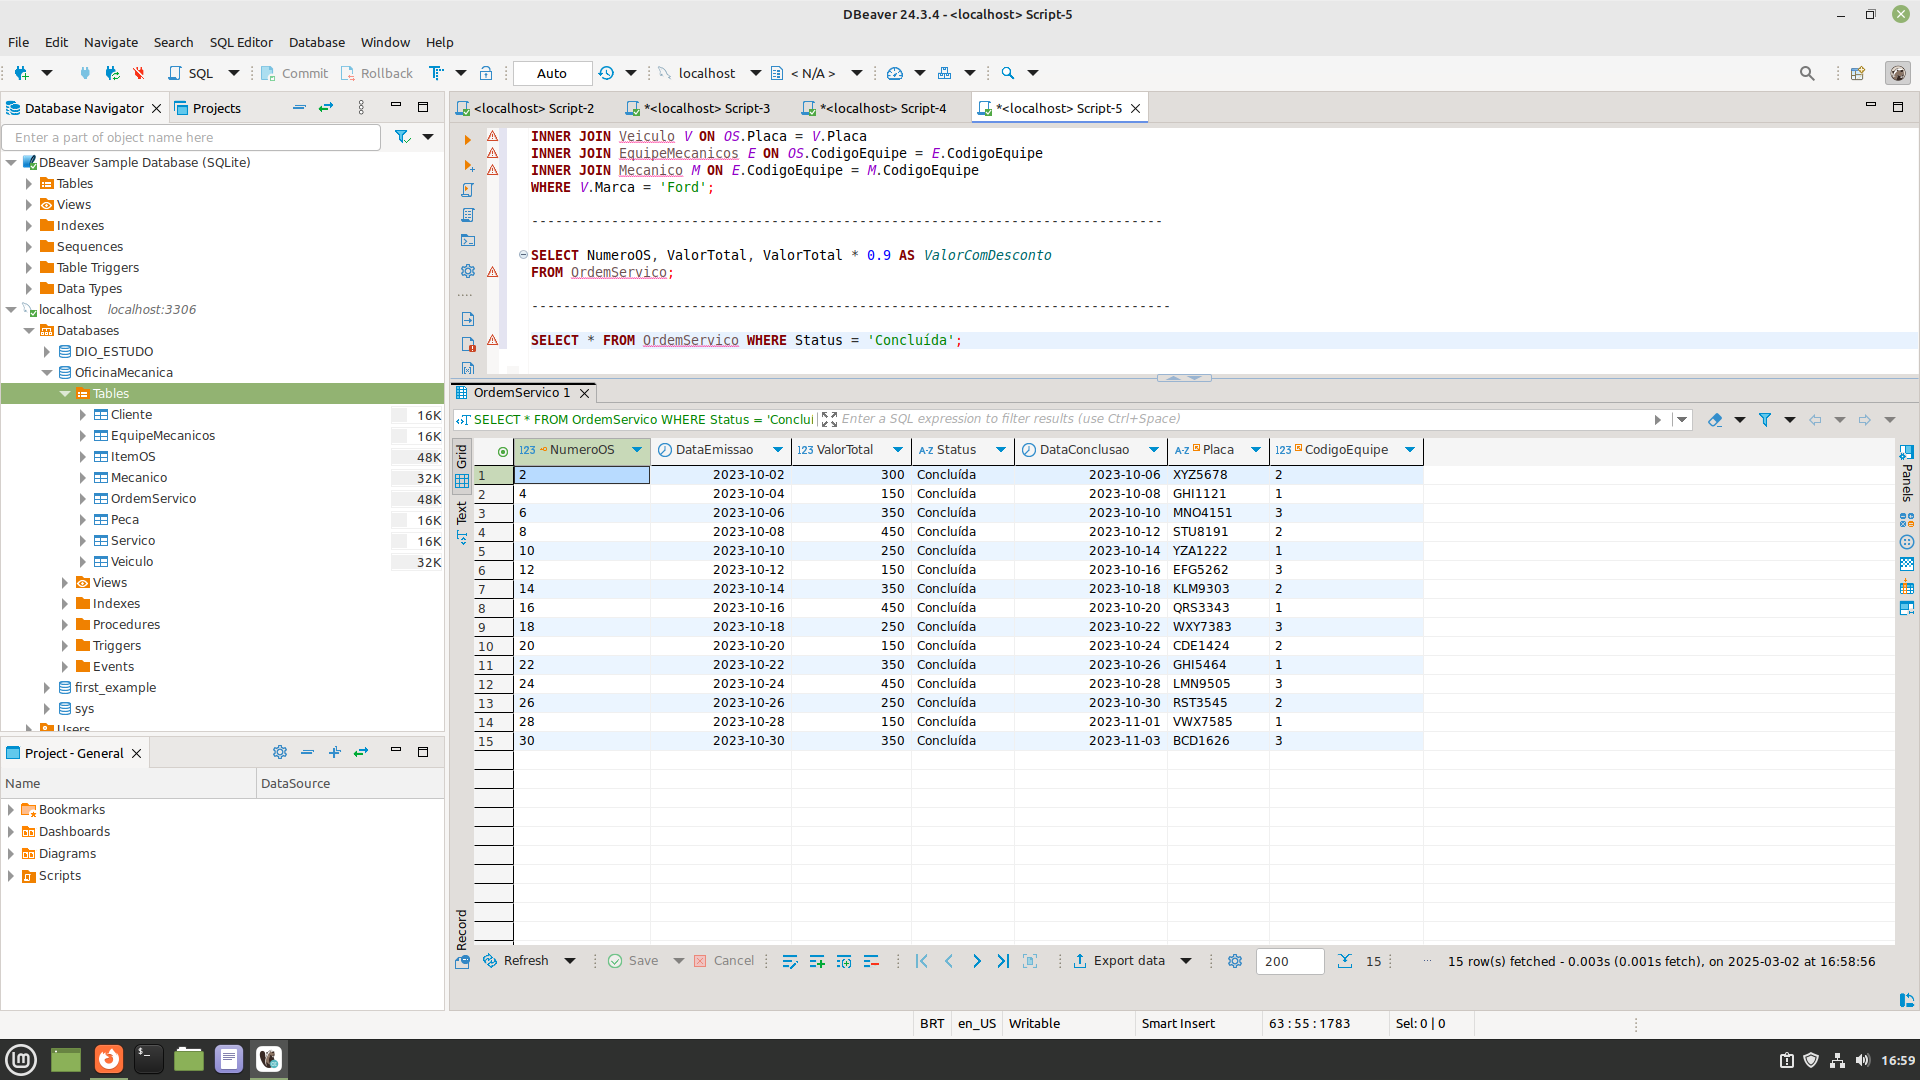 DBeaver 24.3.4 - <localhost> Script-5
File Edit Navigate Search SQL Editor Database Window Help
SQL Commit Rollback Auto localhost < N/A >
Database Navigator Projects
Enter a part of object name here
DBeaver Sample Database (SQLite)
Tables
Views
Indexes
Sequences
Table Triggers
Data Types
localhost localhost:3306
Databases
DIO_ESTUDO
OficinaMecanica
Tables
Cliente 16K
EquipeMecanicos 16K
ItemOS 48K
Mecanico 32K
OrdemServico 48K
Peca 16K
Servico 16K
Veiculo 32K
Views
Indexes
Procedures
Triggers
Events
first_example
sys
Users
Project - General
Name DataSource
Bookmarks
Dashboards
Diagrams
Scripts
<localhost> Script-2 *<localhost> Script-3 *<localhost> Script-4 *<localhost> Script-5
INNER JOIN Veiculo V ON OS.Placa = V.Placa
INNER JOIN EquipeMecanicos E ON OS.CodigoEquipe = E.CodigoEquipe
INNER JOIN Mecanico M ON E.CodigoEquipe = M.CodigoEquipe
WHERE V.Marca = 'Ford';
-------------------------------------------------------------------------------
SELECT NumeroOS, ValorTotal, ValorTotal * 0.9 AS ValorComDesconto
FROM OrdemServico;
--------------------------------------------------------------------------------
SELECT * FROM OrdemServico WHERE Status = 'Concluída';
OrdemServico 1
SELECT * FROM OrdemServico WHERE Status = 'Conclui Enter a SQL expression to filter results (use Ctrl+Space)
Grid
Text
Record
Panels
123 NumeroOS DataEmissao 123 ValorTotal A-Z Status DataConclusao A-Z Placa 123 CodigoEquipe
1 2 2023-10-02 300 Concluída 2023-10-06 XYZ5678 2
2 4 2023-10-04 150 Concluída 2023-10-08 GHI1121 1
3 6 2023-10-06 350 Concluída 2023-10-10 MNO4151 3
4 8 2023-10-08 450 Concluída 2023-10-12 STU8191 2
5 10 2023-10-10 250 Concluída 2023-10-14 YZA1222 1
6 12 2023-10-12 150 Concluída 2023-10-16 EFG5262 3
7 14 2023-10-14 350 Concluída 2023-10-18 KLM9303 2
8 16 2023-10-16 450 Concluída 2023-10-20 QRS3343 1
9 18 2023-10-18 250 Concluída 2023-10-22 WXY7383 3
10 20 2023-10-20 150 Concluída 2023-10-24 CDE1424 2
11 22 2023-10-22 350 Concluída 2023-10-26 GHI5464 1
12 24 2023-10-24 450 Concluída 2023-10-28 LMN9505 3
13 26 2023-10-26 250 Concluída 2023-10-30 RST3545 2
14 28 2023-10-28 150 Concluída 2023-11-01 VWX7585 1
15 30 2023-10-30 350 Concluída 2023-11-03 BCD1626 3
Refresh Save Cancel Export data 200 15 15 row(s) fetched - 0.003s (0.001s fetch), on 2025-03-02 at 16:58:56
BRT en_US Writable Smart Insert 63 : 55 : 1783 Sel: 0 | 0
16:59